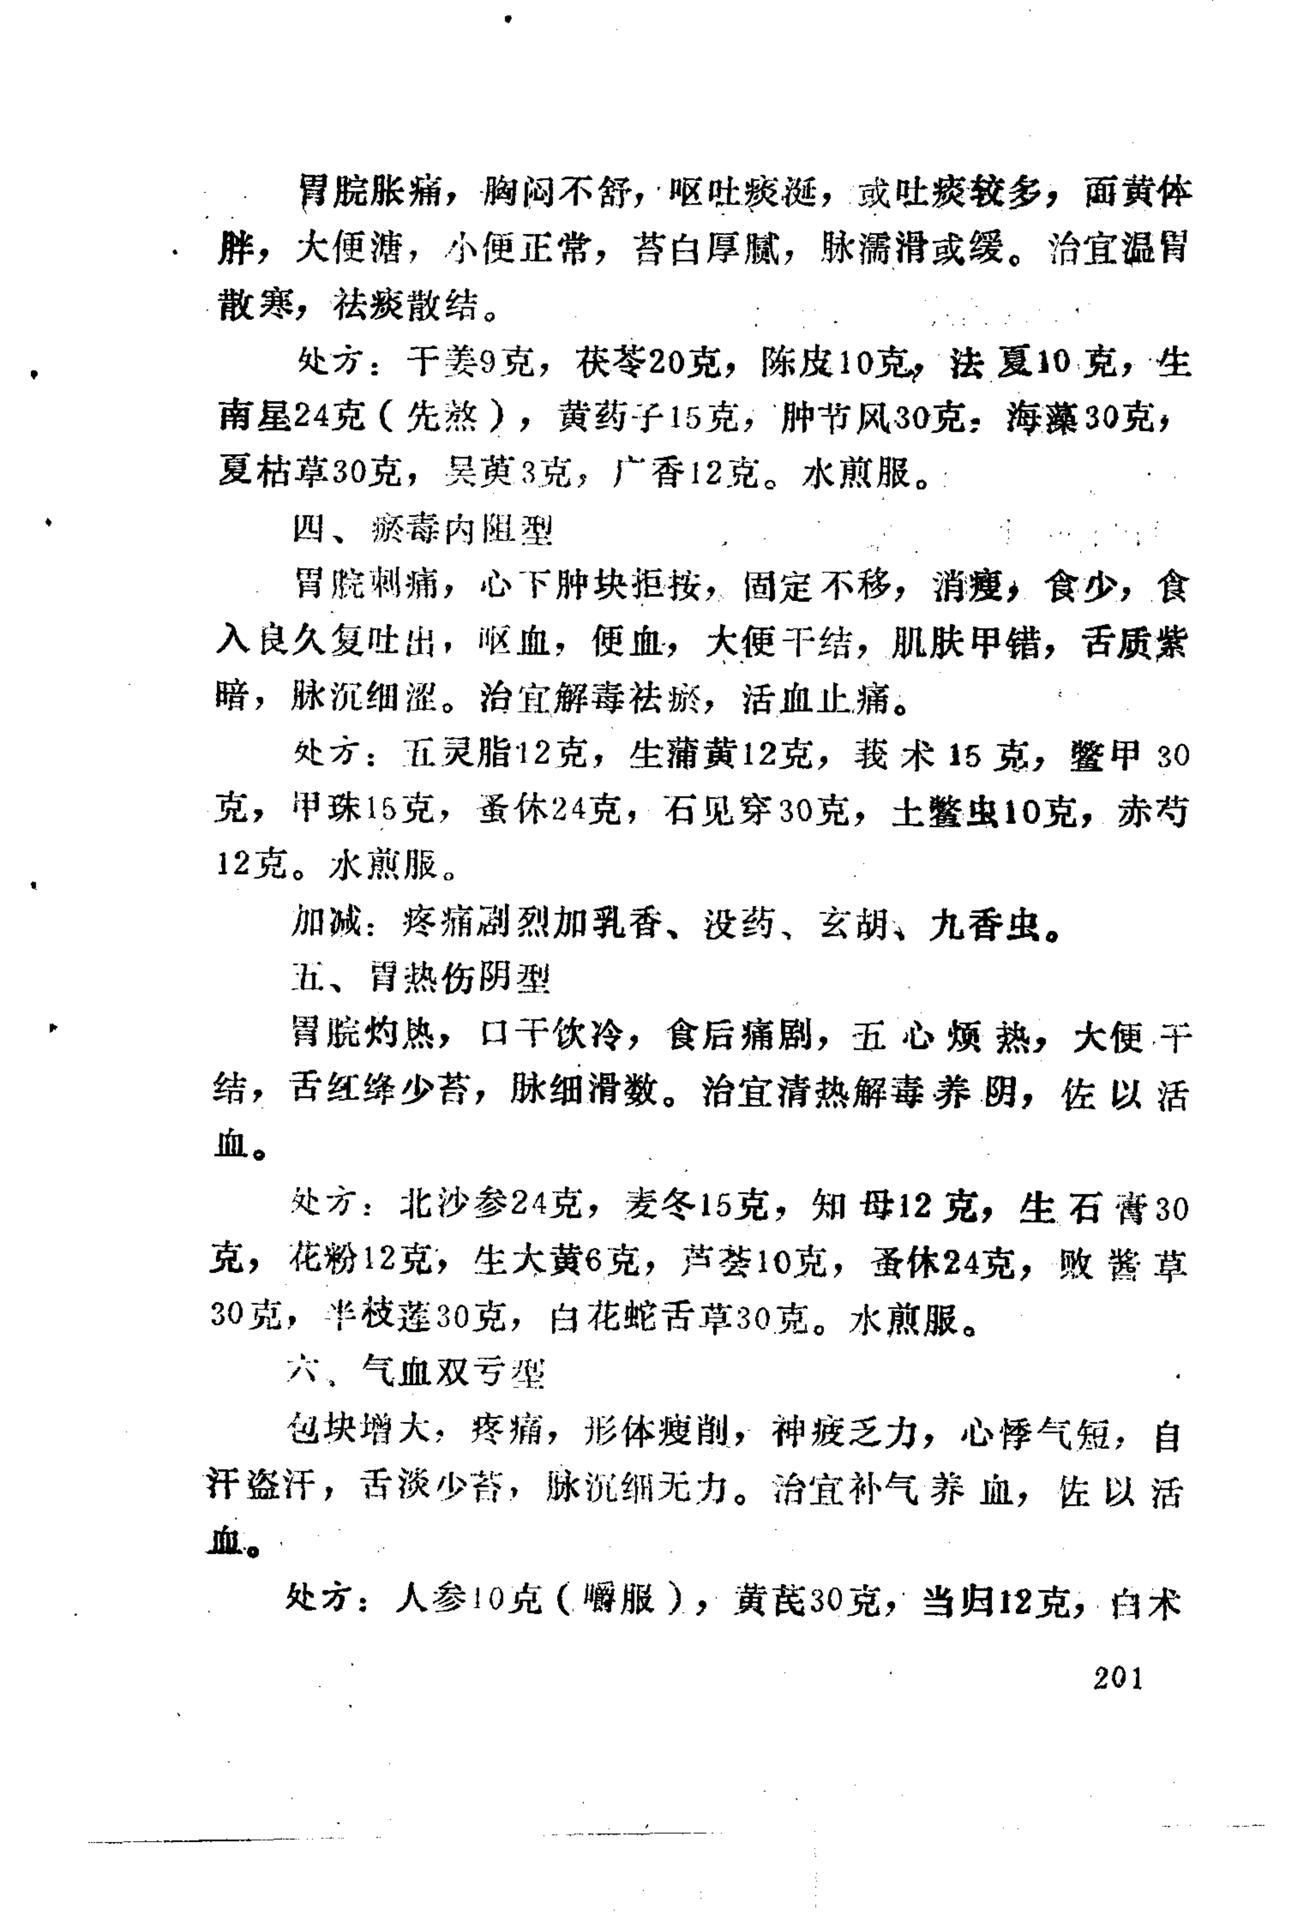 胃脘胀痛，胸闷不舒，呕吐痰涎，或吐痰较多，面黄体
胖，大便溏，小便正常，苔白厚腻，脉濡滑或缓。治宜温胃
散寒，祛痰散结。
处方：干姜9克，茯苓20克，陈皮10克，法夏10克，生
南星24克（先熬），黄药子15克，肿节风30克；海藻30克，
夏枯草30克，吴萸3克，广香12克。水煎服。
四、瘀毒内阻型
胃脘刺痛，心下肿块拒按，固定不移，消瘦，食少，食
入良久复吐出，呕血，便血，大便干结，肌肤甲错，舌质紫
暗，脉沉细涩。治宜解毒祛瘀，活血止痛。
处方：五灵脂12克，生蒲黄12克，莪术15克，鳖甲30
克，甲珠15克，蚤休24克，石见穿30克，土鳖虫10克，赤芍
12克。水煎服。
加减：疼痛剧烈加乳香、没药、玄胡、九香虫。
五、胃热伤阴型
胃脘灼热，口干饮冷，食后痛剧，五心烦热，大便干
结，舌红绛少苔，脉细滑数。治宜清热解毒养阴，佐以活
血。
处方：北沙参24克，麦冬15克，知母12克，生石膏30
克，花粉12克，生大黄6克，芦荟10克，蚤休24克，败酱草
30克，半枝莲30克，白花蛇舌草30克。水煎服。
六、气血双亏型
包块增大，疼痛，形体瘦削，神疲乏力，心悸气短，自
汗盗汗，舌淡少苔，脉沉细无力。治宜补气养血，佐以活
血。
处方：人参10克（嚼服），黄芪30克，当归12克，白术
201